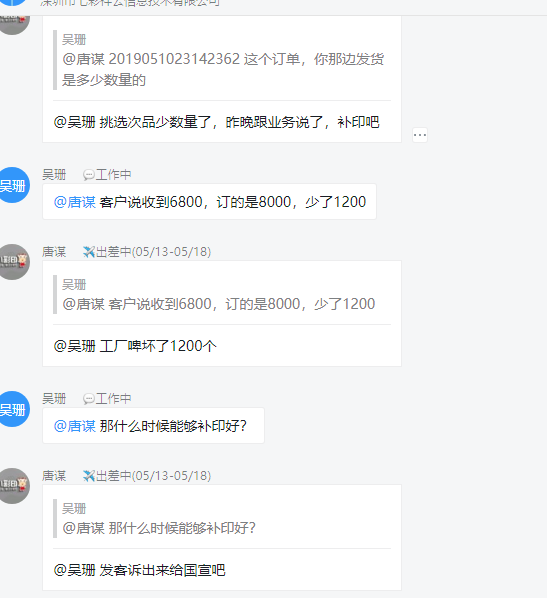 深圳市七彩祥云信息技术有限公司
吴珊
@唐谋 2019051023142362 这个订单，你那边发货
是多少数量的
@吴珊 挑选次品少数量了，昨晚跟业务说了，补印吧
吴珊 工作中
吴珊
@唐谋 客户说收到6800，订的是8000，少了1200
唐谋 出差中(05/13-05/18)
吴珊
@唐谋 客户说收到6800，订的是8000，少了1200
@吴珊 工厂啤坏了1200个
吴珊 工作中
吴珊
@唐谋 那什么时候能够补印好？
唐谋 出差中(05/13-05/18)
吴珊
@唐谋 那什么时候能够补印好？
@吴珊 发客诉出来给国宣吧